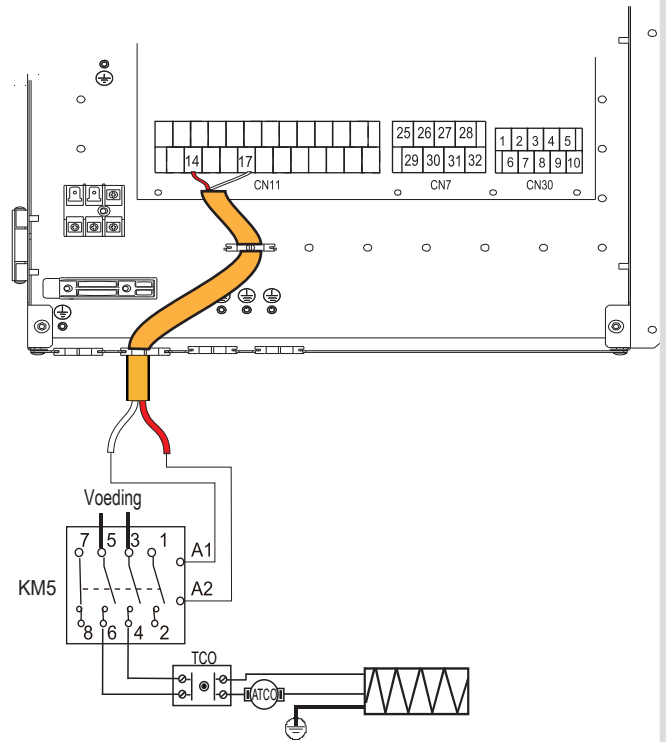 25 26 27 28
1 2 3 4 5
14 17
29 30 31 32
6 7 8 9 10
CN11
CN7
CN30
Voeding
7 5 3 1
A1
KM5
A2
8 6 4 2
TCO
ATCO